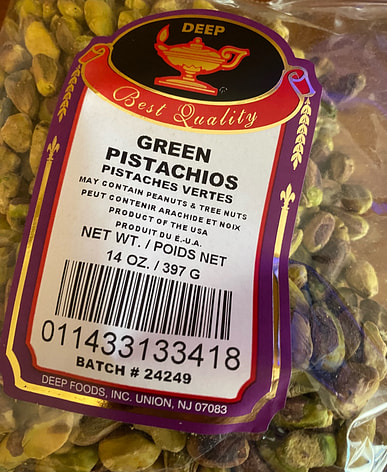 DEEP
Best Quality
GREEN
PISTACHIOS
PISTACHES VERTES
MAY CONTAIN PEANUTS & TREE NUTS
PEUT CONTENIR ARACHIDE ET NOIX
PRODUCT OF THE USA
PRODUIT DU É.-U.A.
NET WT. / POIDS NET
14 OZ. / 397 G
011433133418
BATCH # 24249
DEEP FOODS, INC. UNION, NJ 07083